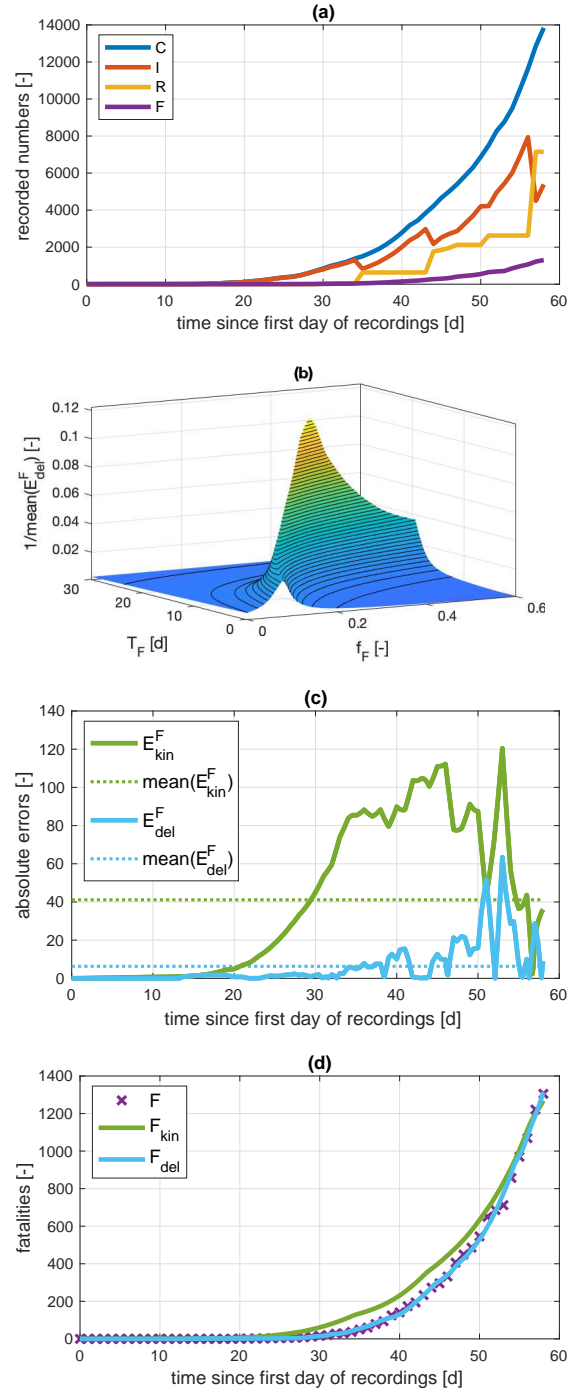 (a)
recorded numbers [-]
14000
12000
10000
8000
6000
4000
2000
0
C
I
R
F
0 10 20 30 40 50 60
time since first day of recordings [d]
(b)
1/mean(E^F_del) [-]
0.12
0.1
0.08
0.06
0.04
0.02
30
20
10
0
T_F [d]
0
0.2
0.4
0.6
f_F [-]
(c)
absolute errors [-]
140
120
100
80
60
40
20
0
E^F_kin
mean(E^F_kin)
E^F_del
mean(E^F_del)
0 10 20 30 40 50 60
time since first day of recordings [d]
(d)
fatalities [-]
1400
1200
1000
800
600
400
200
0
F
F_kin
F_del
0 10 20 30 40 50 60
time since first day of recordings [d]